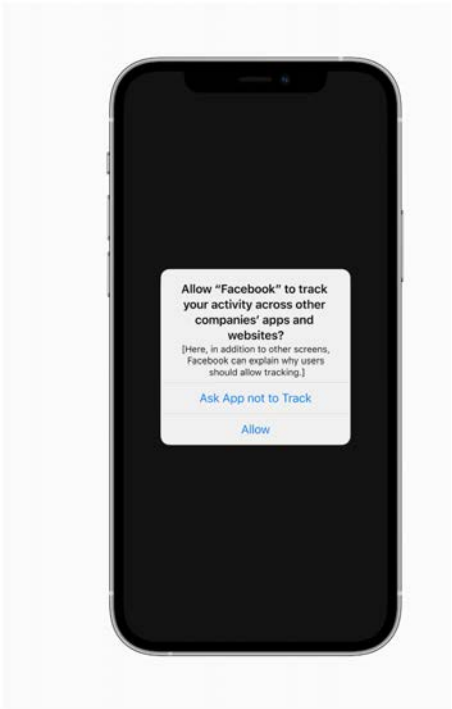 Allow “Facebook” to track
your activity across other
companies’ apps and
websites?
[Here, in addition to other screens,
Facebook can explain why users
should allow tracking.]
Ask App not to Track
Allow